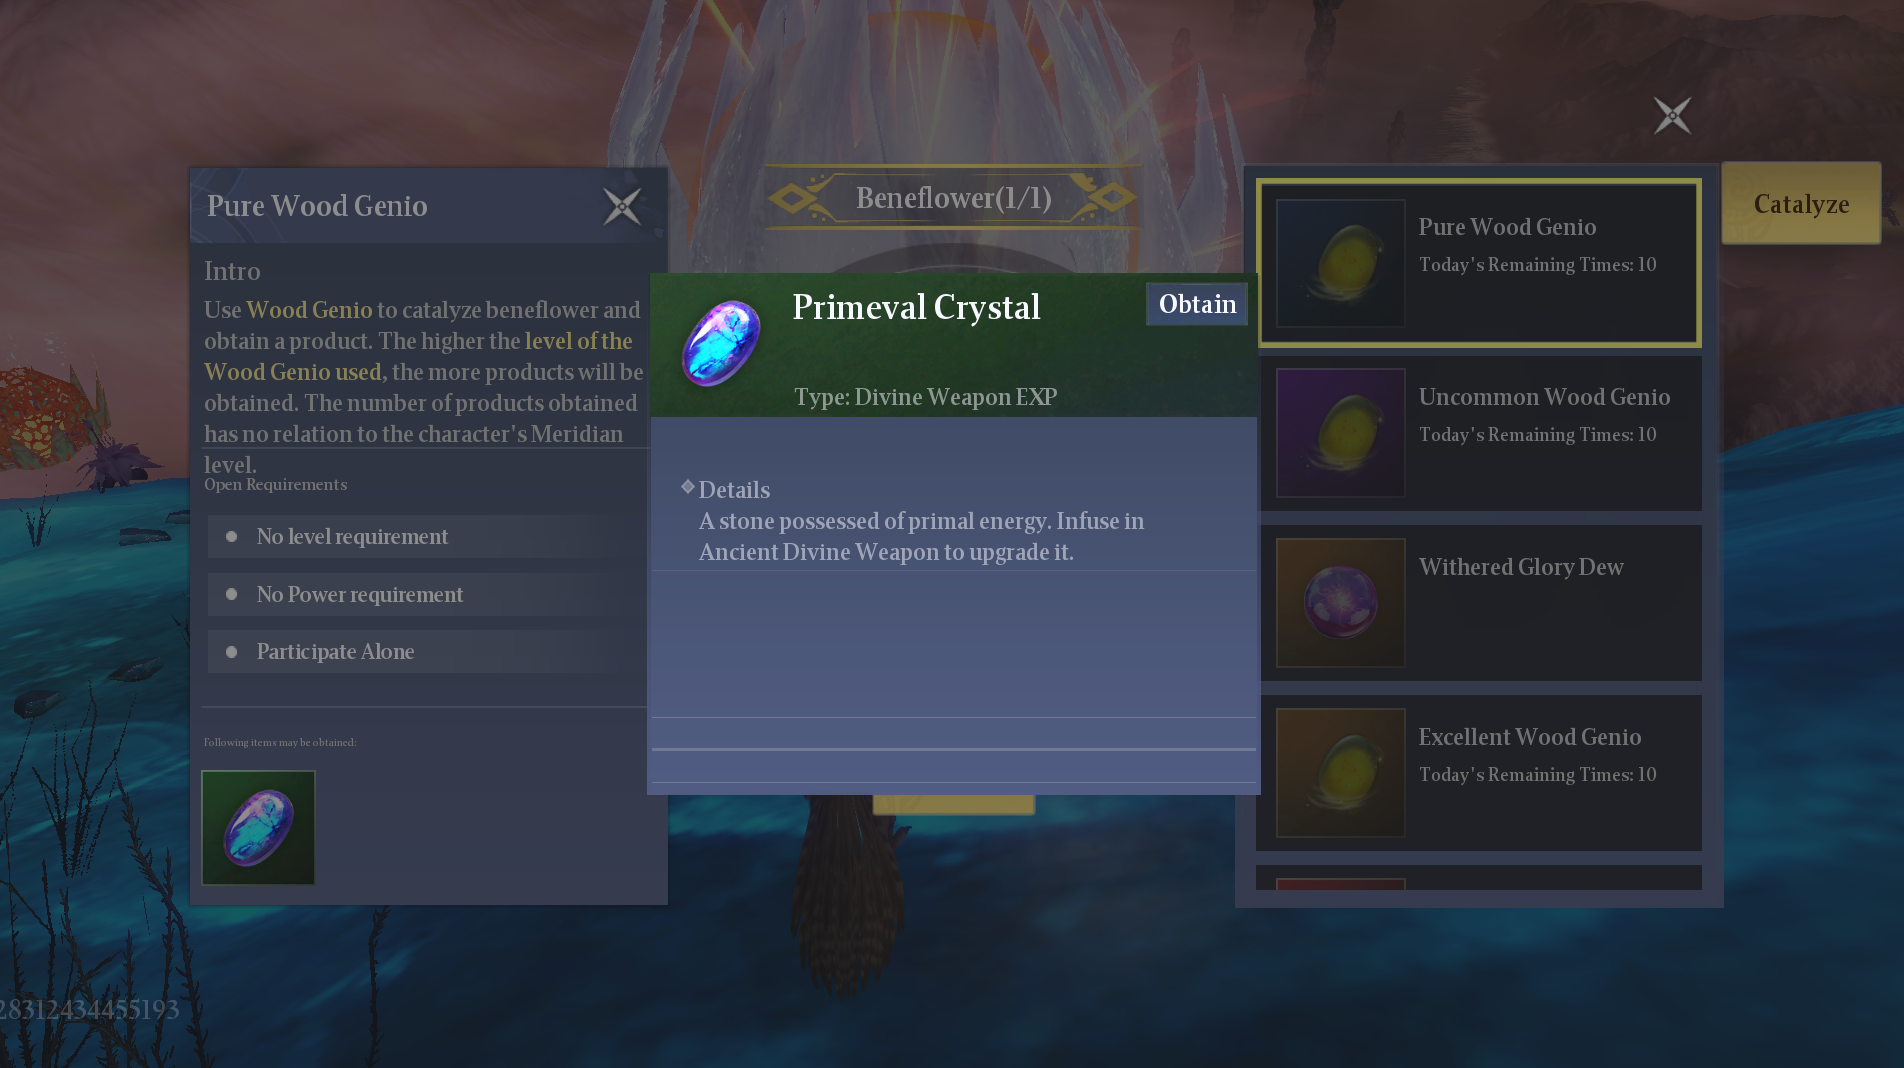 Pure Wood Genio
Intro
Use Wood Genio to catalyze beneflower and
obtain a product. The higher the level of the
Wood Genio used, the more products will be
obtained. The number of products obtained
has no relation to the character's Meridian
level.
Open Requirements
No level requirement
No Power requirement
Participate Alone
Following items may be obtained:
28312434455193
Beneflower(1/1)
Primeval Crystal
Obtain
Type: Divine Weapon EXP
Details
A stone possessed of primal energy. Infuse in
Ancient Divine Weapon to upgrade it.
Pure Wood Genio
Today's Remaining Times: 10
Uncommon Wood Genio
Today's Remaining Times: 10
Withered Glory Dew
Excellent Wood Genio
Today's Remaining Times: 10
Catalyze